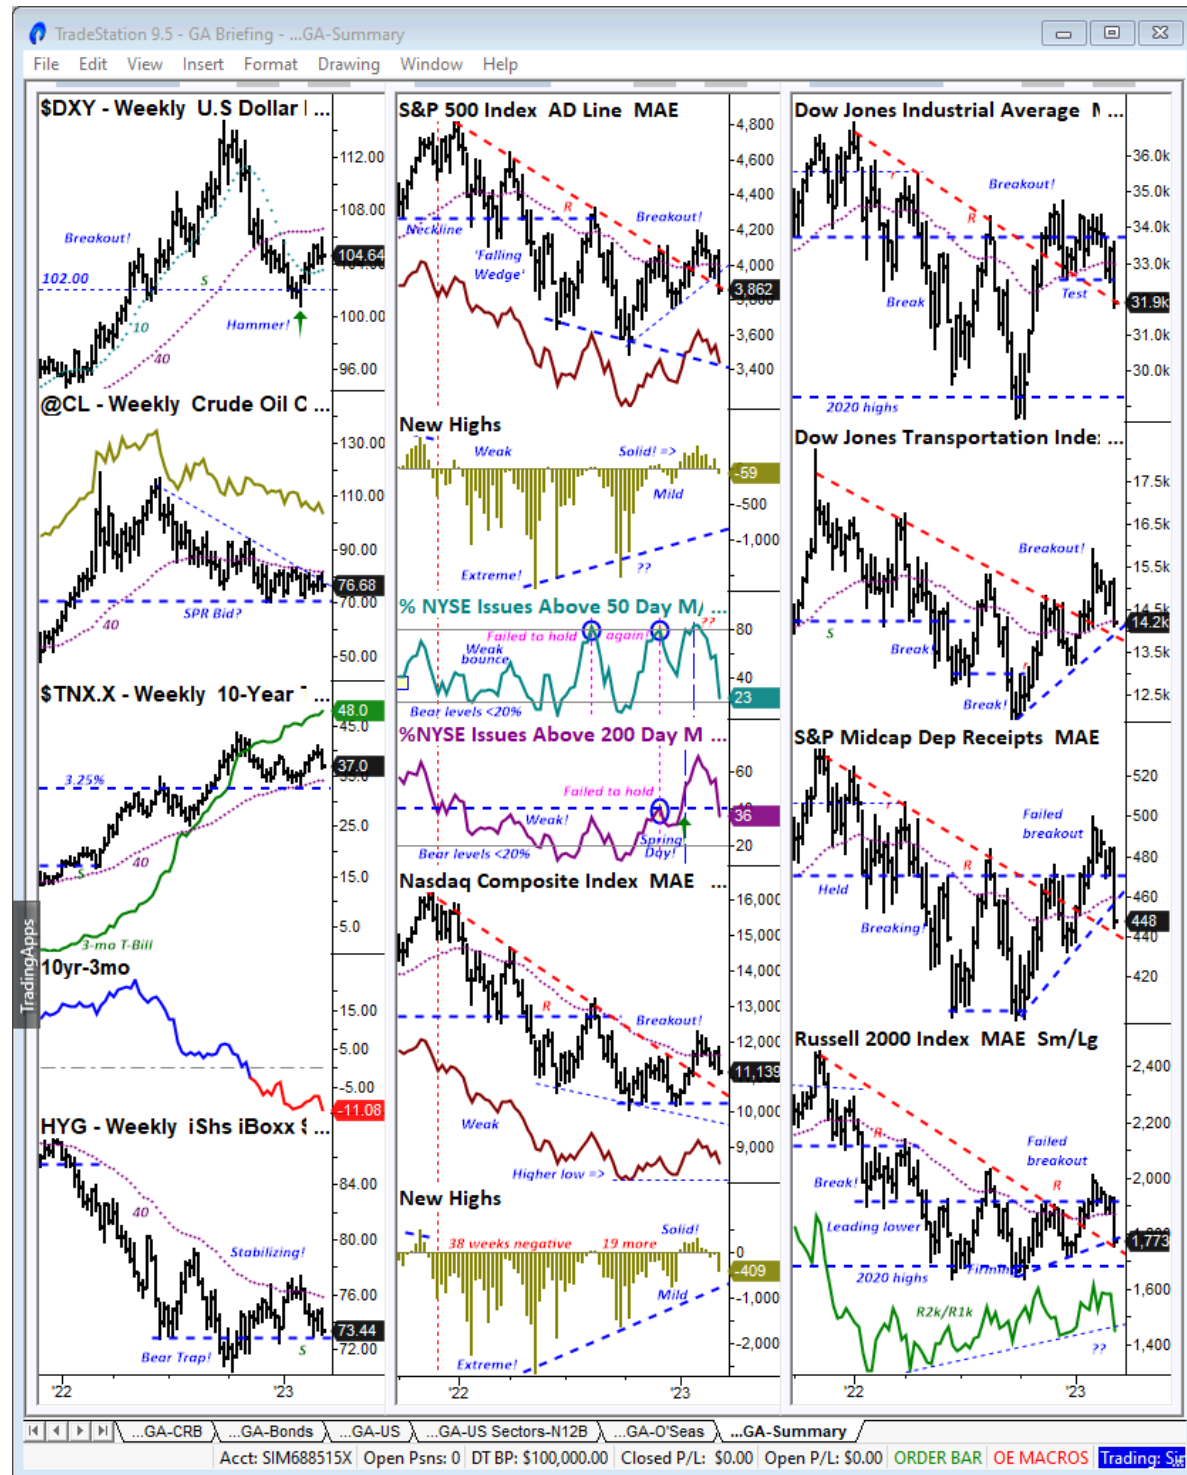 TradeStation 9.5 - GA Briefing - ...GA-Summary
File Edit View Insert Format Drawing Window Help
$DXY - Weekly U.S Dollar I ...
112.00
108.00
Breakout!
104.64
104.00
102.00
S
10
Hammer!
100.00
40
96.00
@CL - Weekly Crude Oil C ...
130.00
110.00
90.00
76.68
70.00
SPR Bid?
40
50.00
$TNX.X - Weekly 10-Year T ...
48.0
45.0
37.0
35.0
3.25%
25.0
40
S
15.0
5.0
3-mo T-Bill
10yr-3mo
15.00
5.00
-5.00
-11.08
HYG - Weekly iShs iBoxx $ ...
84.00
40
80.00
Stabilizing!
76.00
73.44
72.00
Bear Trap!
S
'22
'23
S&P 500 Index AD Line MAE
4,800
4,600
4,400
R
Breakout!
4,200
Neckline
'Falling
Wedge'
4,000
3,862
3,600
3,400
New Highs
Weak
Solid! =>
-59
Mild
-500
-1,000
Extreme!
??
% NYSE Issues Above 50 Day M/ ...
??
80
Failed to hold
again!
Weak
bounce
40
23
Bear levels <20%
%NYSE Issues Above 200 Day M ...
60
Failed to hold
40
36
Weak!
Spring
Day!
20
Bear levels <20%
Nasdaq Composite Index MAE ...
16,000
15,000
14,000
13,000
R
Breakout!
12,000
11,139
10,000
Weak
9,000
Higher low =>
New Highs
Solid!
38 weeks negative
19 more
0
-409
Mild
-1,000
-2,000
Extreme!
'22
'23
Dow Jones Industrial Average M ...
36.0k
r
Breakout!
35.0k
R
34.0k
33.0k
Break
Test
31.9k
31.0k
30.0k
2020 highs
Dow Jones Transportation Index ...
17.5k
16.5k
Breakout!
15.5k
14.5k
14.2k
S
Break!
13.5k
r
12.5k
Break!
S&P Midcap Dep Receipts MAE
520
r
Failed
breakout
500
R
480
Held
460
Breaking!
448
440
420
Russell 2000 Index MAE Sm/Lg
2,400
2,200
R
Failed
breakout
Break!
R
2,000
Leading lower
1,773
2020 highs
Firming
1,600
R2k/R1k
1,400
??
'22
'23
TradingApps
...GA-CRB ...GA-Bonds ...GA-US ...GA-US Sectors-N12B ...GA-O'Seas ...GA-Summary
Acct: SIM688515X Open Psns: 0 DT BP: $100,000.00 Closed P/L: $0.00 Open P/L: $0.00 ORDER BAR OE MACROS Trading: Sir